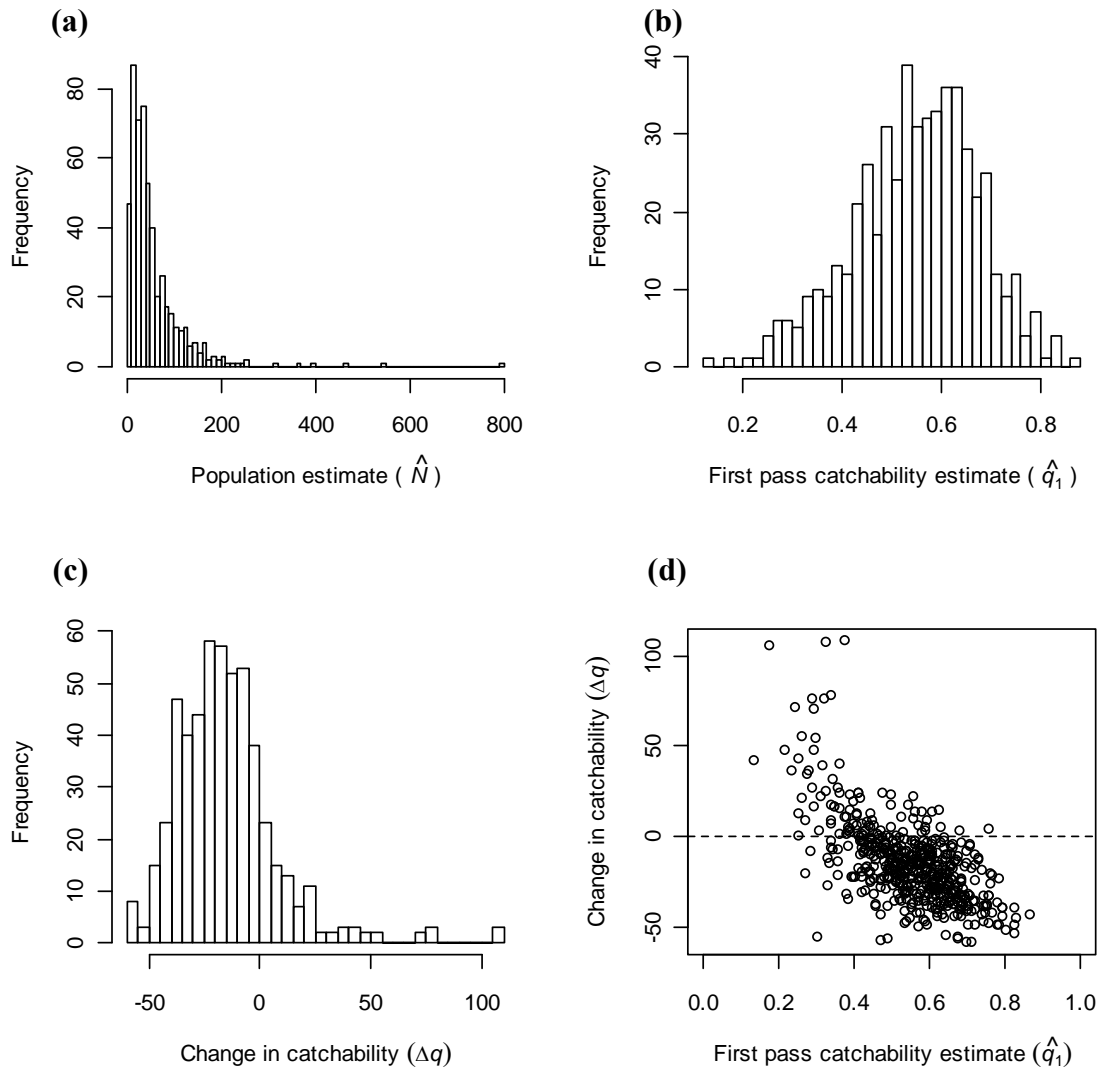 (a)
Frequency
0 20 40 60 80
0 200 400 600 800
Population estimate ( N̂ )
(b)
Frequency
0 10 20 30 40
0.2 0.4 0.6 0.8
First pass catchability estimate ( q̂₁ )
(c)
Frequency
0 10 20 30 40 50 60
-50 0 50 100
Change in catchability (Δq)
(d)
Change in catchability (Δq)
-50 0 50 100
0.0 0.2 0.4 0.6 0.8 1.0
First pass catchability estimate (q̂₁)